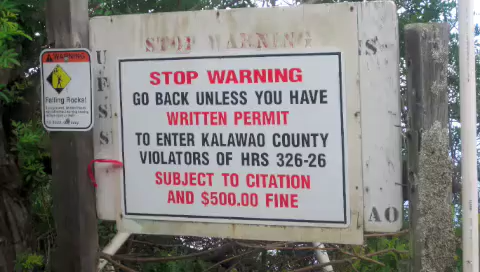 STOP WARNING
WARNING
Falling Rocks!
STOP WARNING
GO BACK UNLESS YOU HAVE
WRITTEN PERMIT
TO ENTER KALAWAO COUNTY
VIOLATORS OF HRS 326-26
SUBJECT TO CITATION
AND $500.00 FINE
AO